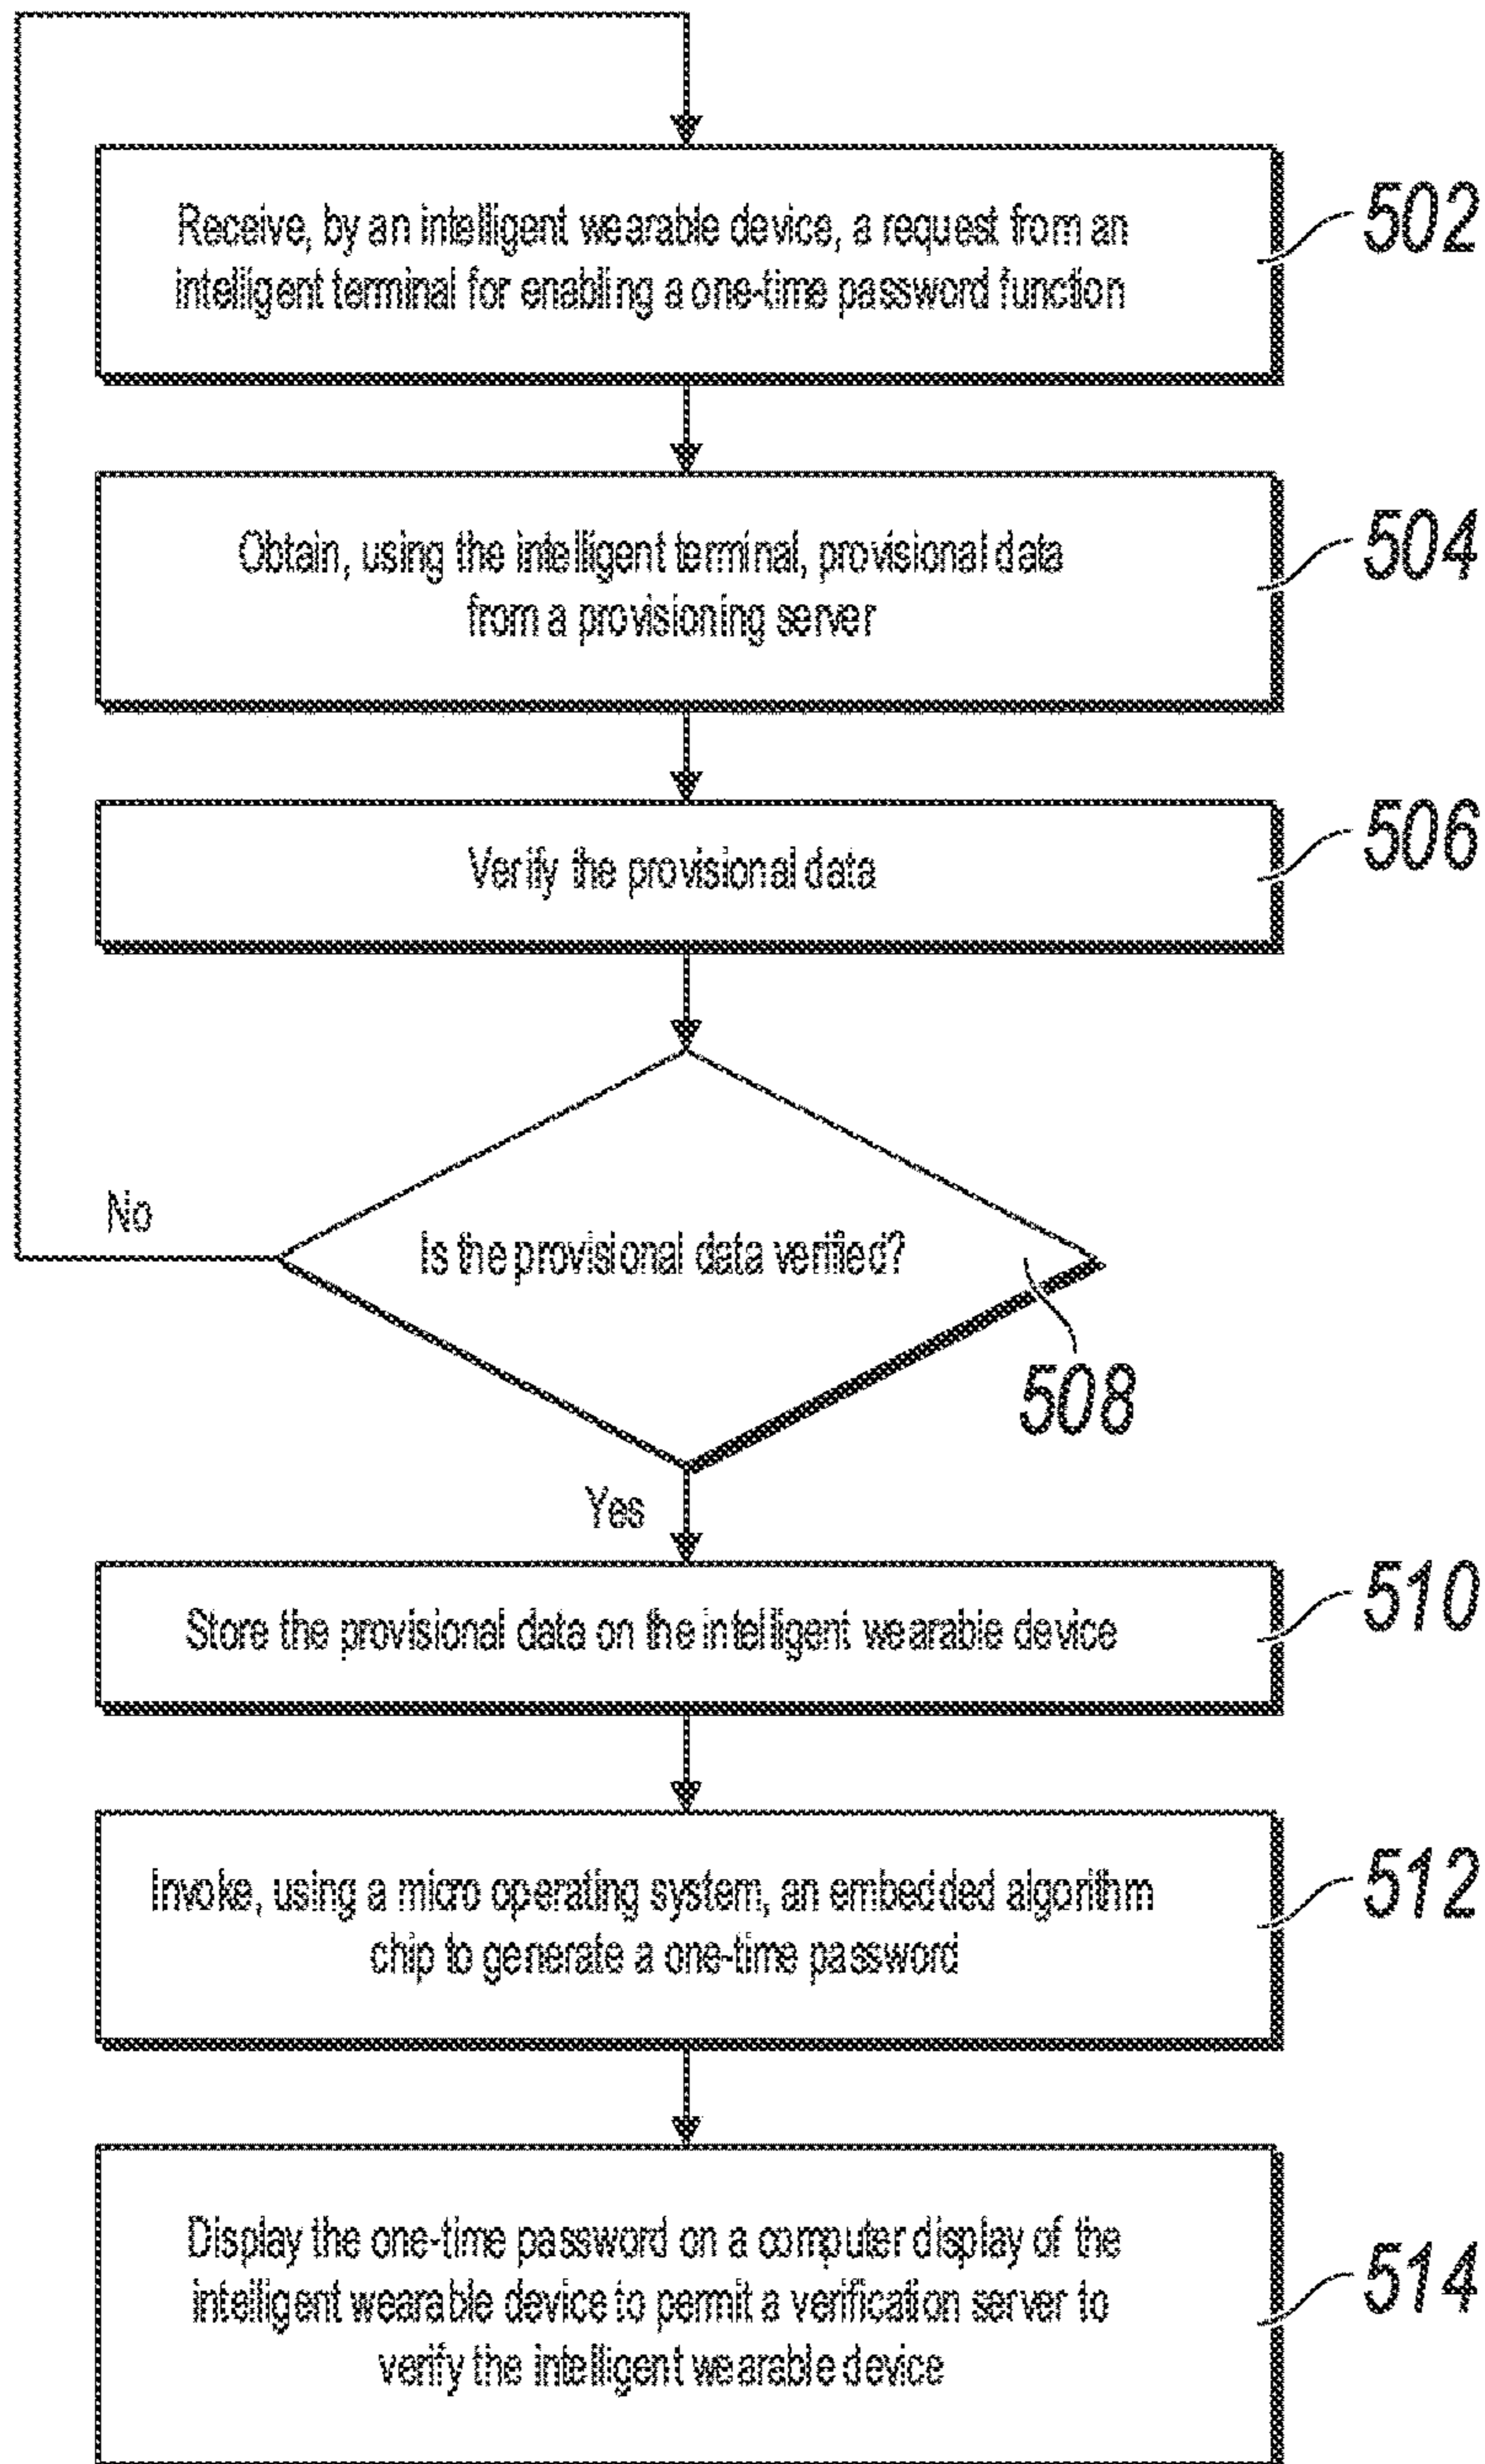 Receive, by an intelligent wearable device, a request from an
intelligent terminal for enabling a one-time password function
502
Obtain, using the intelligent terminal, provisional data
from a provisioning server
504
Verify the provisional data
506
Is the provisional data verified?
508
No
Yes
Store the provisional data on the intelligent wearable device
510
Invoke, using a micro operating system, an embedded algorithm
chip to generate a one-time password
512
Display the one-time password on a computer display of the
intelligent wearable device to permit a verification server to
verify the intelligent wearable device
514